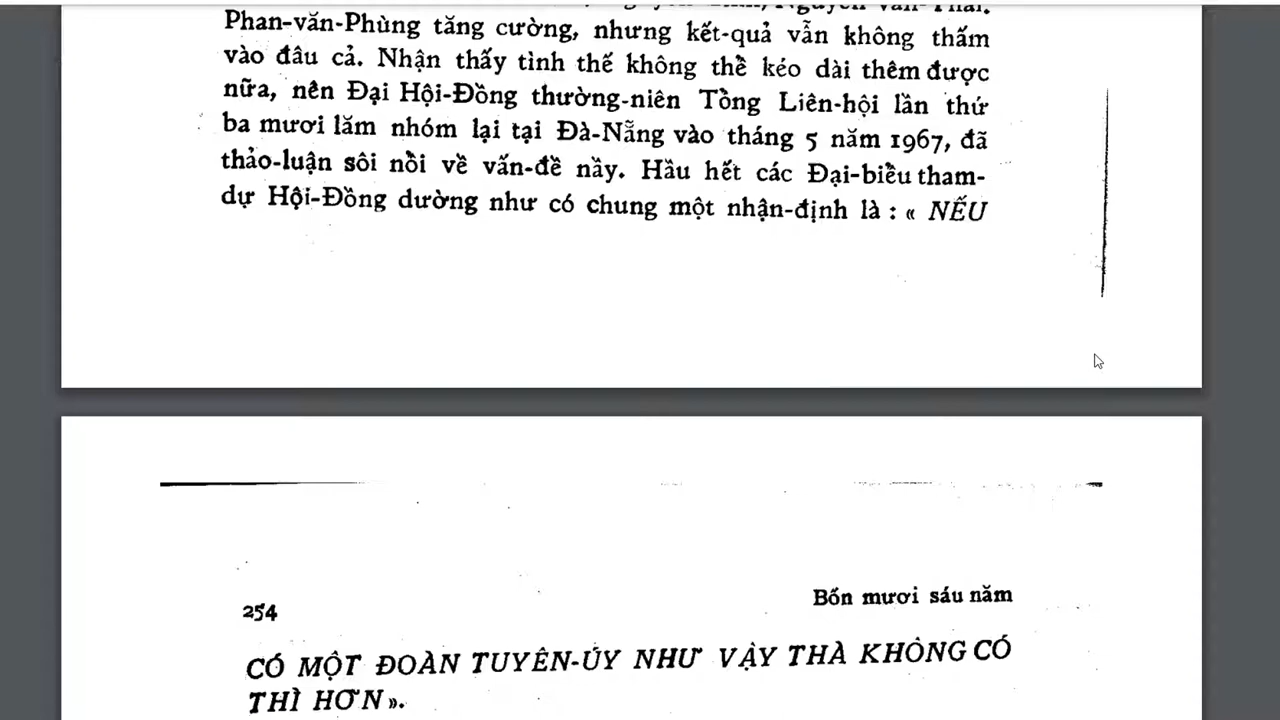 Phan-văn-Phùng tăng cường, nhưng kết-quả vẫn không thấm
vào đâu cả. Nhận thấy tình thế không thể kéo dài thêm được
nữa, nên Đại Hội-Đồng thường-niên Tổng Liên-hội lần thứ
ba mươi lăm nhóm lại tại Đà-Nẵng vào tháng 5 năm 1967, đã
thảo-luận sôi nổi về vấn-đề nầy. Hầu hết các Đại-biểu tham-
dự Hội-Đồng dường như có chung một nhận-định là : « NẾU
254
Bốn mươi sáu năm
CÓ MỘT ĐOÀN TUYÊN-ÚY NHƯ VẬY THÀ KHÔNG CÓ
THÌ HƠN ».